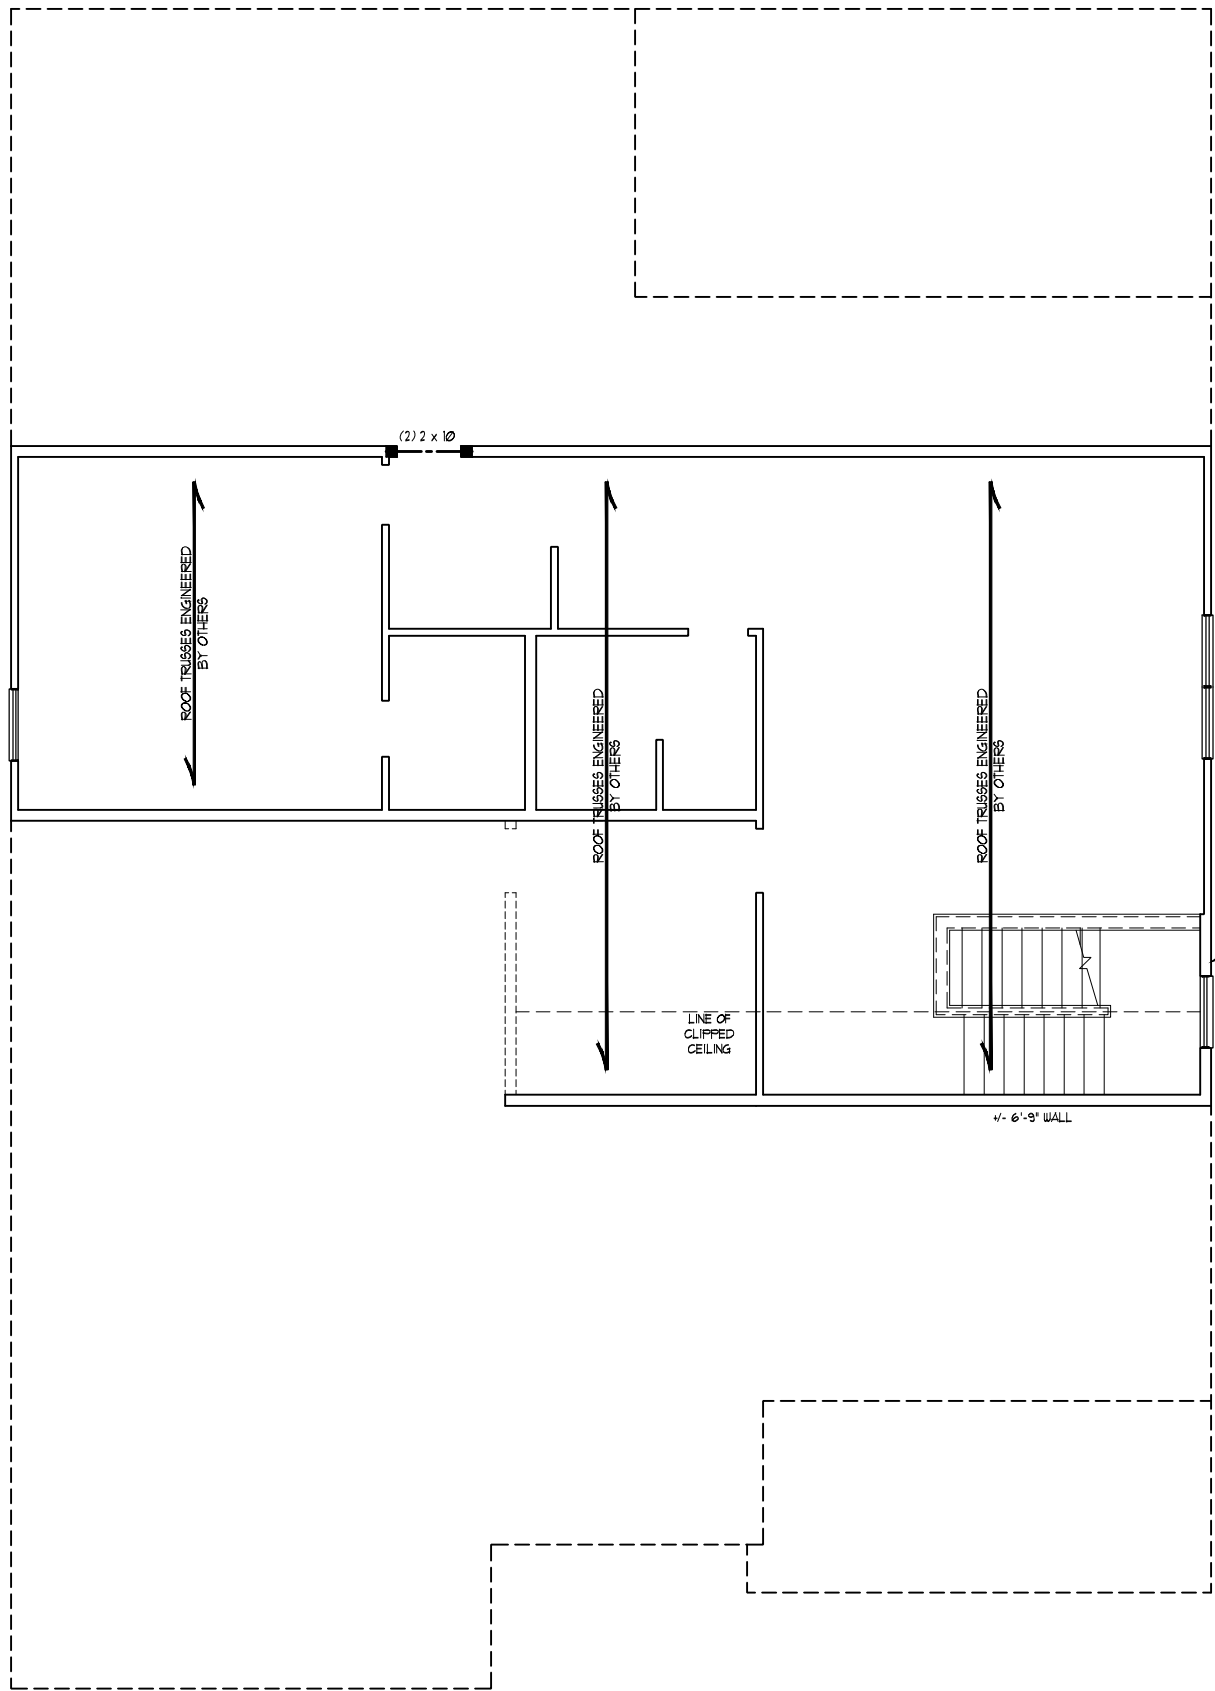 (2) 2 x 10
ROOF TRUSSES ENGINEERED
BY OTHERS
ROOF TRUSSES ENGINEERED
BY OTHERS
ROOF TRUSSES ENGINEERED
BY OTHERS
LINE OF
CLIPPED
CEILING
+/- 6'-9" WALL